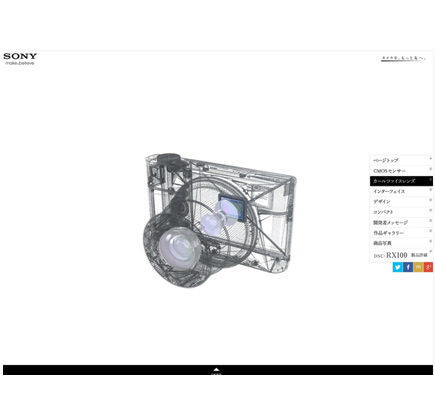 SONY
make.believe
カメラを、もっと先へ。
ページトップ
CMOSセンサー
カールツァイスレンズ
インターフェイス
デザイン
コンパクト
開発者メッセージ
作品ギャラリー
商品写真
DSC-RX100 製品詳細